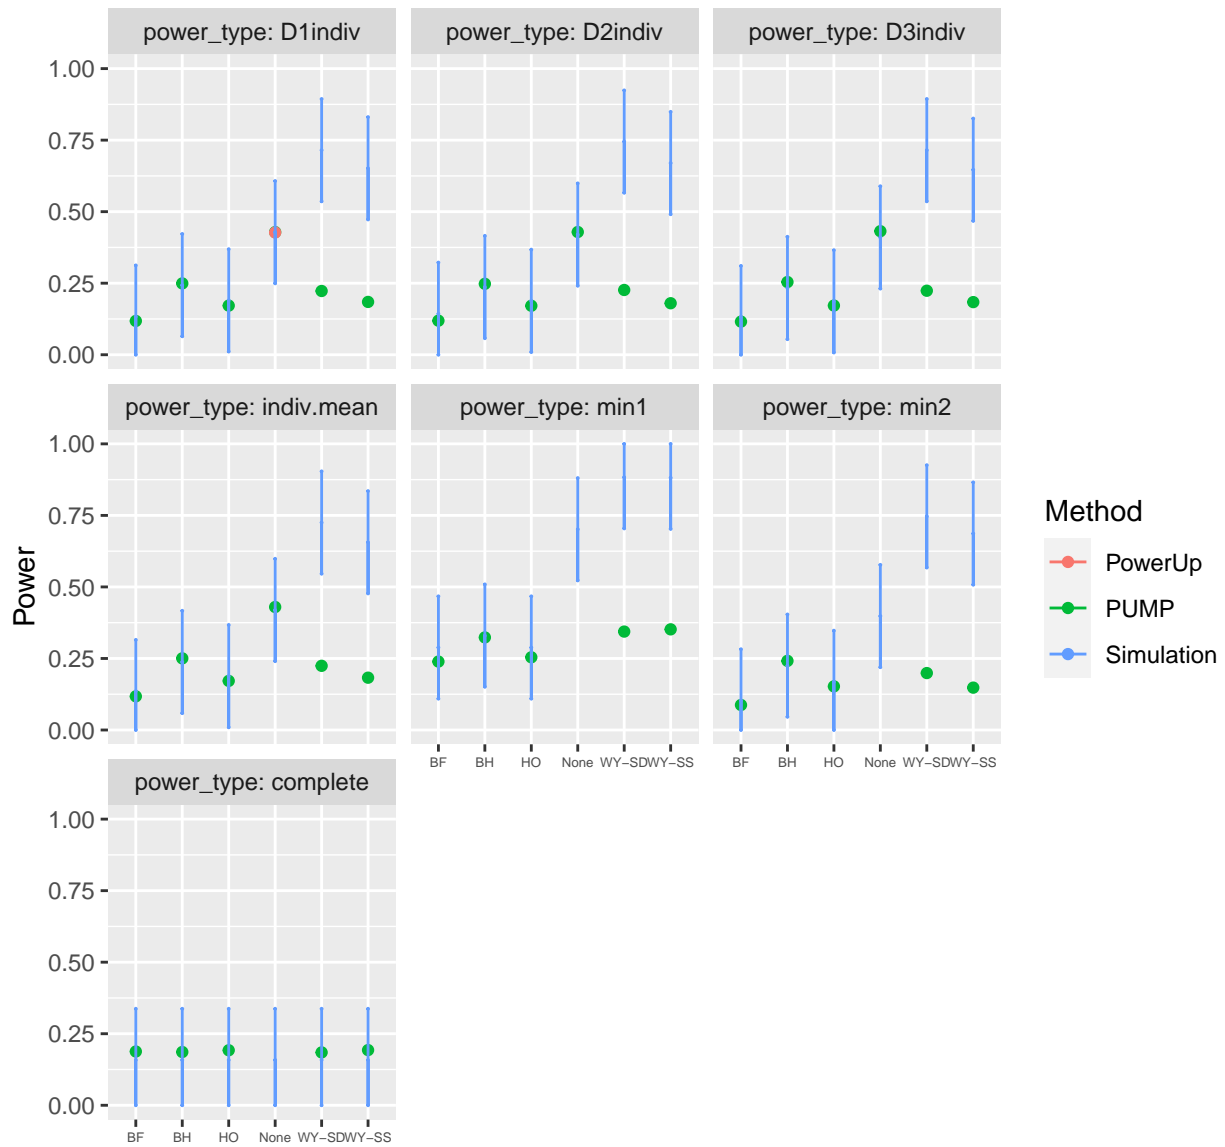 power_type: D1indiv
power_type: D2indiv
power_type: D3indiv
1.00
0.75
0.50
0.25
0.00
power_type: indiv.mean
power_type: min1
power_type: min2
1.00
0.75
0.50
0.25
0.00
BF BH HO None WY−SD WY−SS
BF BH HO None WY−SD WY−SS
power_type: complete
1.00
0.75
0.50
0.25
0.00
BF BH HO None WY−SD WY−SS
Power
Method
PowerUp
PUMP
Simulation